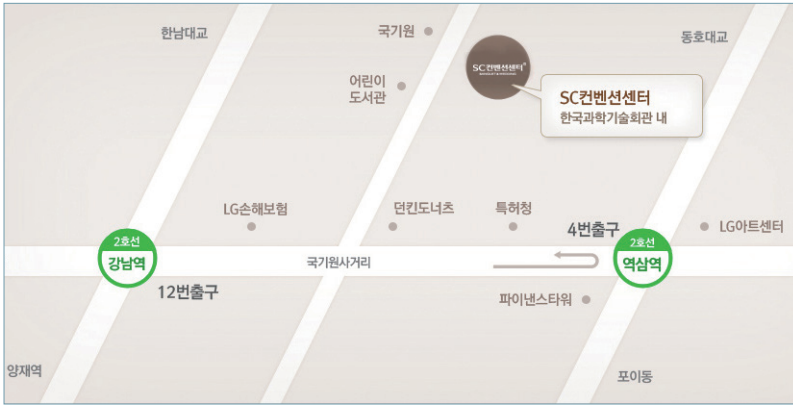 한남대교
국기원
동호대교
SC컨벤션센터
어린이
도서관
SC컨벤션센터
한국과학기술회관 내
LG손해보험
던킨도너츠
특허청
4번출구
LG아트센터
2호선
강남역
국기원사거리
2호선
역삼역
12번출구
파이낸스타워
양재역
포이동